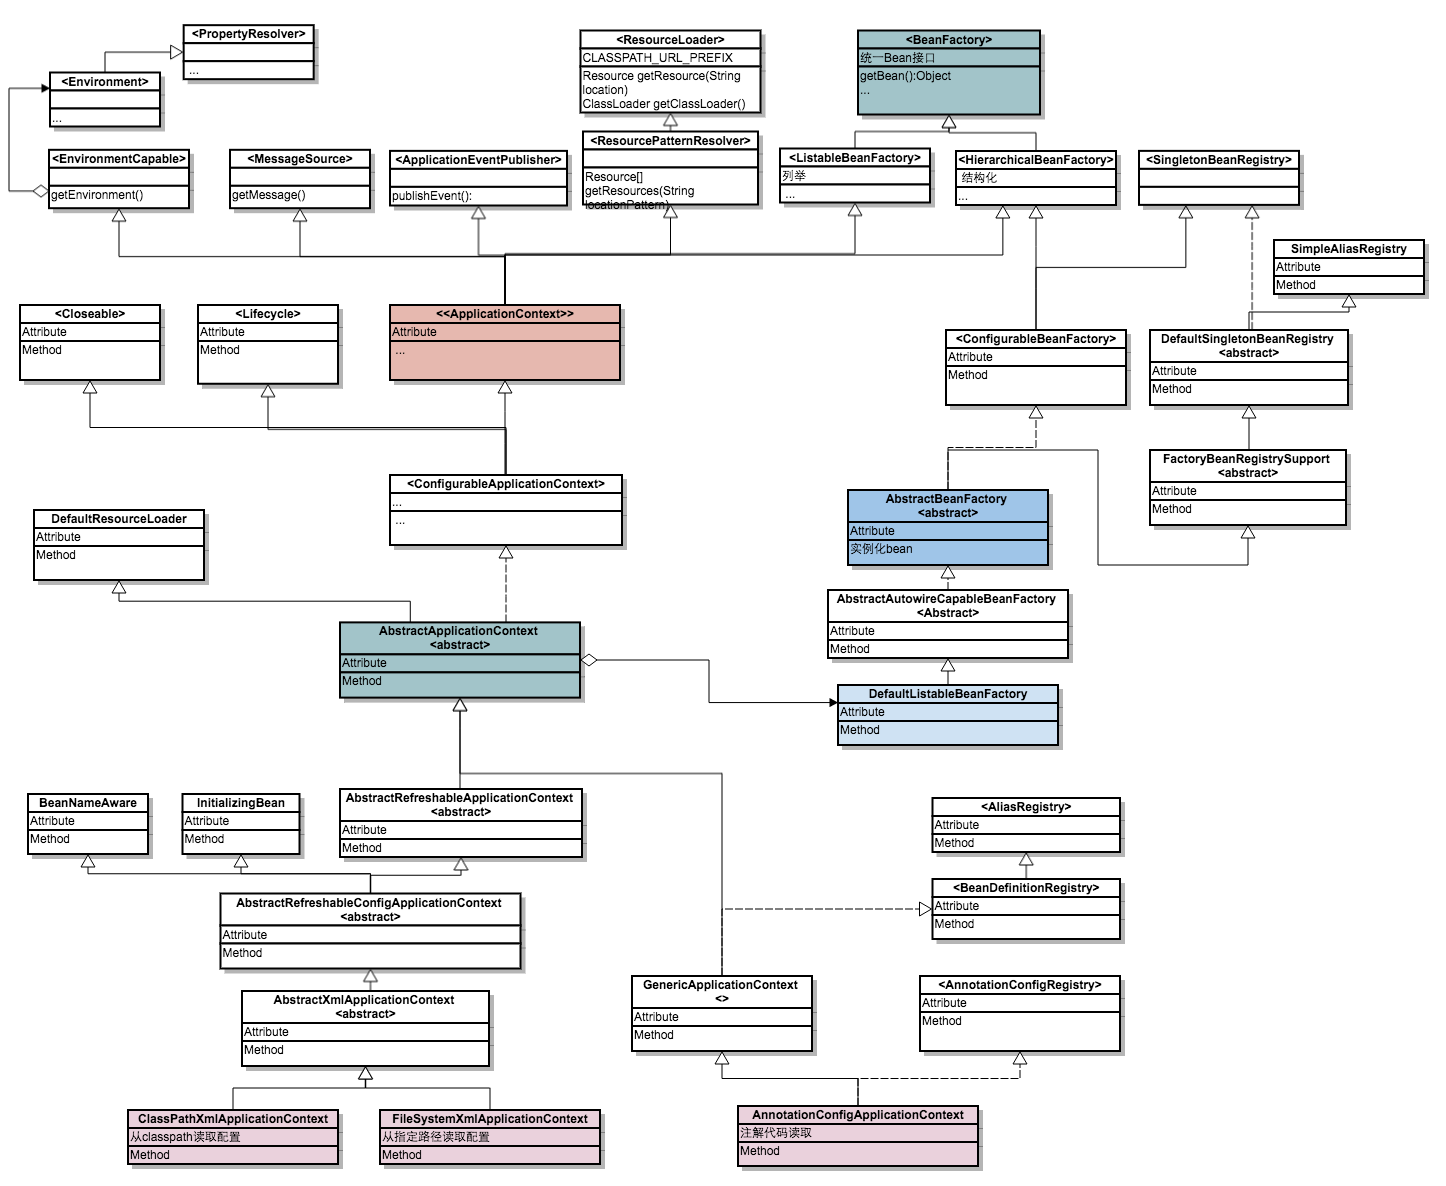 <PropertyResolver>
...
<Environment>
...
<ResourceLoader>
CLASSPATH_URL_PREFIX
Resource getResource(String
location)
ClassLoader getClassLoader()
<BeanFactory>
统一Bean接口
getBean():Object
...
<EnvironmentCapable>
getEnvironment()
<MessageSource>
getMessage()
<ApplicationEventPublisher>
publishEvent():
<ResourcePatternResolver>
Resource[]
getResources(String
locationPattern)
<ListableBeanFactory>
列举
...
<HierarchicalBeanFactory>
结构化
...
<SingletonBeanRegistry>
SimpleAliasRegistry
Attribute
Method
<Closeable>
Attribute
Method
<Lifecycle>
Attribute
Method
<<ApplicationContext>>
Attribute
...
<ConfigurableBeanFactory>
Attribute
Method
DefaultSingletonBeanRegistry
<abstract>
Attribute
Method
<ConfigurableApplicationContext>
...
...
FactoryBeanRegistrySupport
<abstract>
Attribute
Method
DefaultResourceLoader
Attribute
Method
AbstractBeanFactory
<abstract>
Attribute
实例化bean
AbstractAutowireCapableBeanFactory
<Abstract>
Attribute
Method
AbstractApplicationContext
<abstract>
Attribute
Method
DefaultListableBeanFactory
Attribute
Method
BeanNameAware
Attribute
Method
InitializingBean
Attribute
Method
AbstractRefreshableApplicationContext
<abstract>
Attribute
Method
<AliasRegistry>
Attribute
Method
<BeanDefinitionRegistry>
Attribute
Method
AbstractRefreshableConfigApplicationContext
<abstract>
Attribute
Method
GenericApplicationContext
<>
Attribute
Method
<AnnotationConfigRegistry>
Attribute
Method
AbstractXmlApplicationContext
<abstract>
Attribute
Method
ClassPathXmlApplicationContext
从classpath读取配置
Method
FileSystemXmlApplicationContext
从指定路径读取配置
Method
AnnotationConfigApplicationContext
注解代码读取
Method